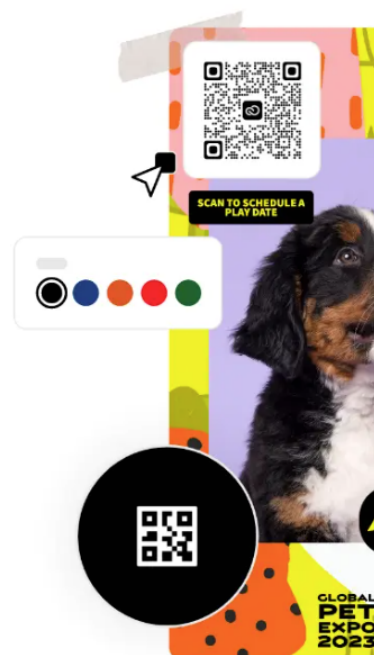 SCAN TO SCHEDULE A
PLAY DATE
GLOBAL
PET
EXPO
2023